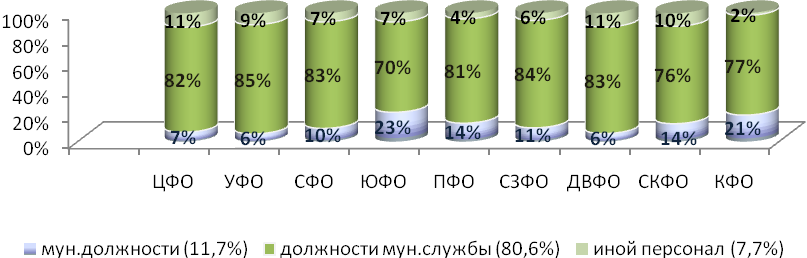 11% 9% 7% 7% 4% 6% 11% 10% 2%
100%
80%
60%
40%
20%
0%
82% 85% 83% 70% 81% 84% 83% 76% 77%
7% 6% 10% 23% 14% 11% 6% 14% 21%
ЦФО УФО СФО ЮФО ПФО СЗФО ДВФО СКФО КФО
мун.должности (11,7%) должности мун.службы (80,6%) иной персонал (7,7%)